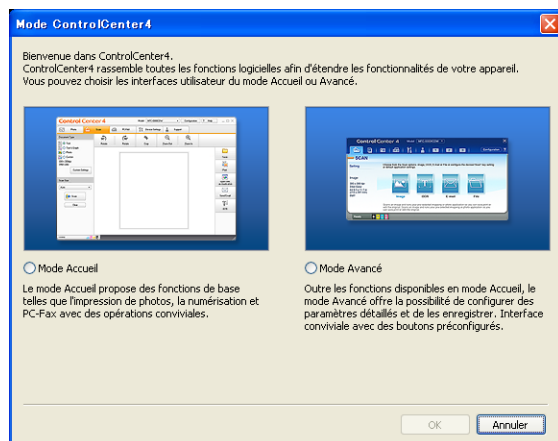 Mode ControlCenter4
Bienvenue dans ControlCenter4.
ControlCenter4 rassemble toutes les fonctions logicielles afin d'étendre les fonctionnalités de votre appareil.
Vous pouvez choisir les interfaces utilisateur du mode Accueil ou Avancé.
Control Center 4
Control Center 4
SCAN
Mode Accueil
Le mode Accueil propose des fonctions de base
telles que l'impression de photos, la numérisation et
PC-Fax avec des opérations conviviales.
Mode Avancé
Outre les fonctions disponibles en mode Accueil, le
mode Avancé offre la possibilité de configurer des
paramètres détaillés et de les enregistrer. Interface
conviviale avec des boutons préconfigurés.
OK
Annuler